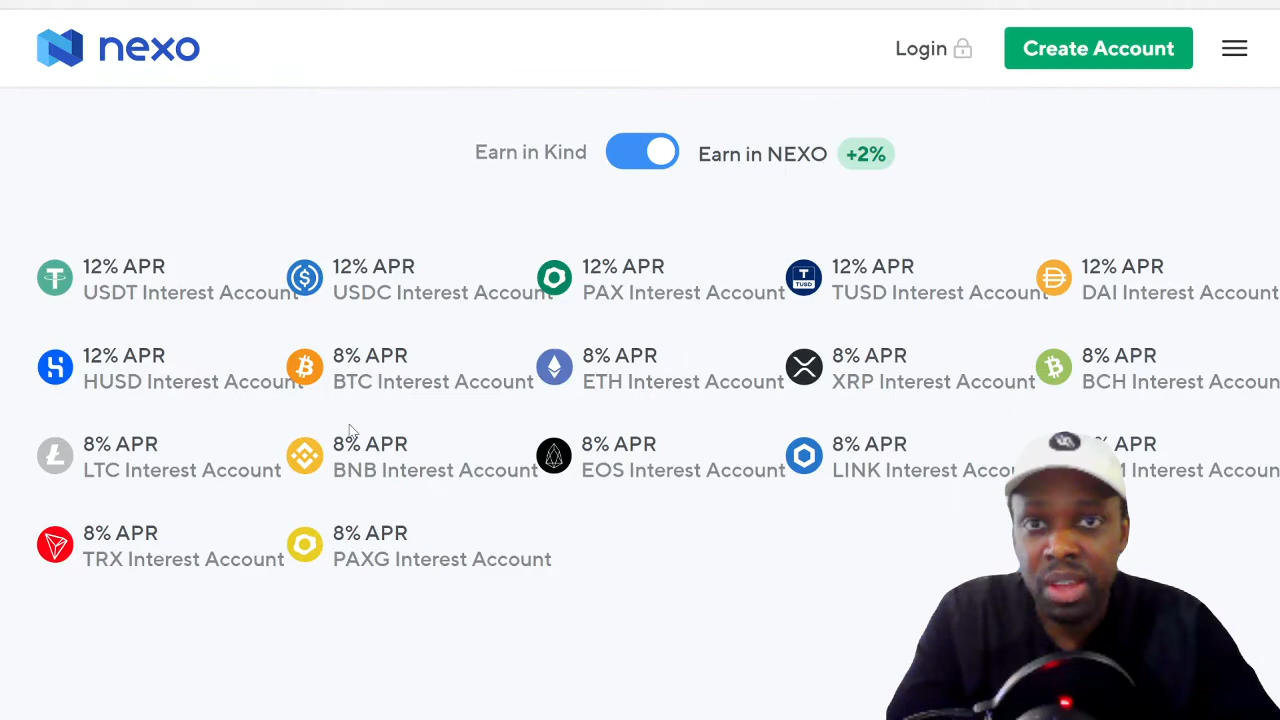 nexo
Login
Create Account
Earn in Kind
Earn in NEXO +2%
12% APR
USDT Interest Account
12% APR
USDC Interest Account
12% APR
PAX Interest Account
12% APR
TUSD Interest Account
12% APR
DAI Interest Account
12% APR
HUSD Interest Account
8% APR
BTC Interest Account
8% APR
ETH Interest Account
8% APR
XRP Interest Account
8% APR
BCH Interest Account
8% APR
LTC Interest Account
8% APR
BNB Interest Account
8% APR
EOS Interest Account
8% APR
LINK Interest
APR
Interest Account
8% APR
TRX Interest Account
8% APR
PAXG Interest Account